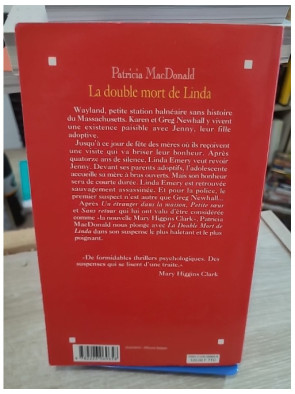 Patricia MacDonald
La double mort de Linda
Wayland, petite station balnéaire sans histoire
du Massachusetts. Karen et Greg Newhall y vivent
une existence paisible avec Jenny, leur fille
adoptive.
Jusqu'à ce jour de fête des mères où ils reçoivent
une visite qui va briser leur bonheur. Après
quatorze ans de silence, Linda Emery veut revoir
Jenny. Devant ses parents adoptifs, l'adolescente
accueille sa mère à bras ouverts. Mais son bonheur
sera de courte durée. Linda Emery est retrouvée
sauvagement assassinée. Et pour la police, le
premier suspect n'est autre que Greg Newhall...
Après Un étranger dans la maison, Petite sœur
et Sans retour qui lui ont valu d'être considérée
comme «la nouvelle Mary Higgins Clark», Patricia
MacDonald nous plonge avec La Double Mort de
Linda dans son suspense le plus haletant et le plus
poignant.
«De formidables thrillers psychologiques. Des
suspenses qui se lisent d'une traite.»
Mary Higgins Clark